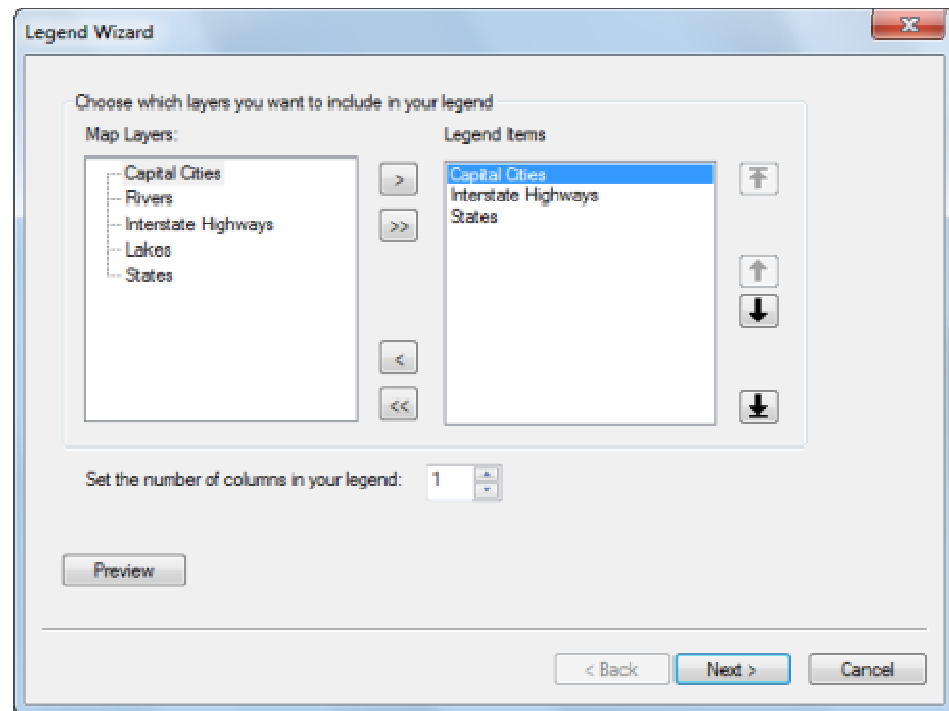 Legend Wizard
Choose which layers you want to include in your legend
Map Layers:
Legend Items
Capital Cities
Rivers
Interstate Highways
Lakes
States
>
>>
<
<<
Capital Cities
Interstate Highways
States
Set the number of columns in your legend: 1
Preview
< Back Next > Cancel